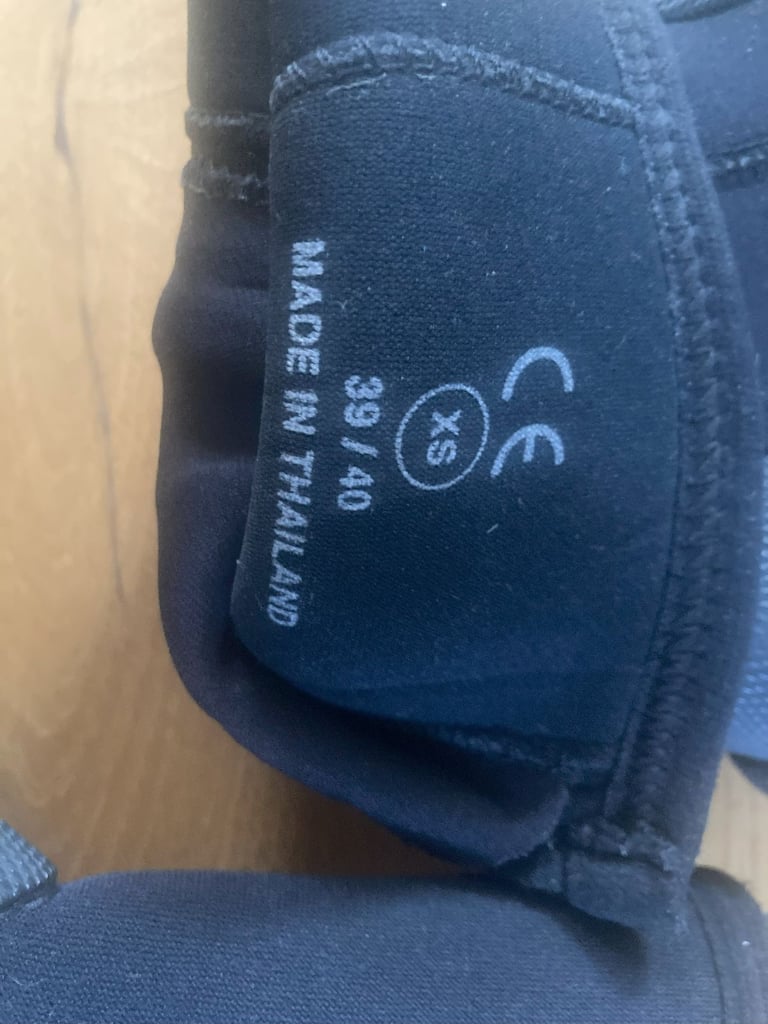 CE
XS
39 / 40
MADE IN THAILAND